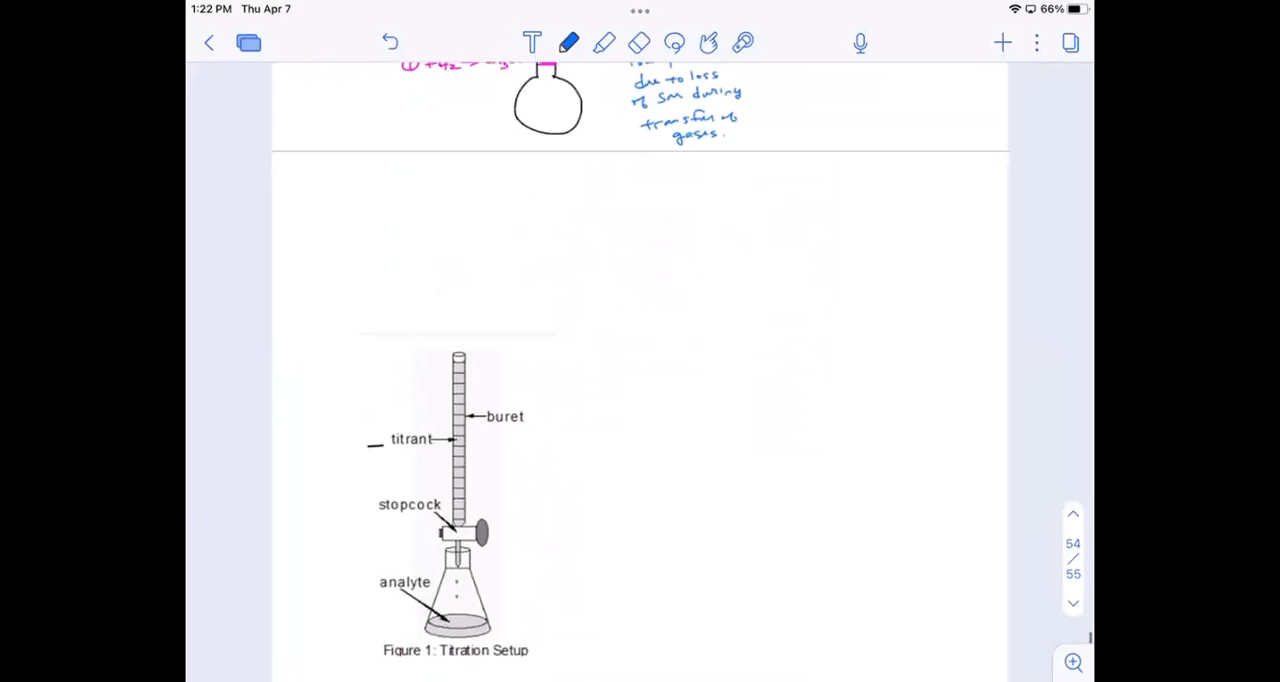 1:22 PM Thu Apr 7
66%
T
due to loss
of SM during
transfer of
gases.
buret
titrant
stopcock
analyte
Figure 1: Titration Setup
54
55